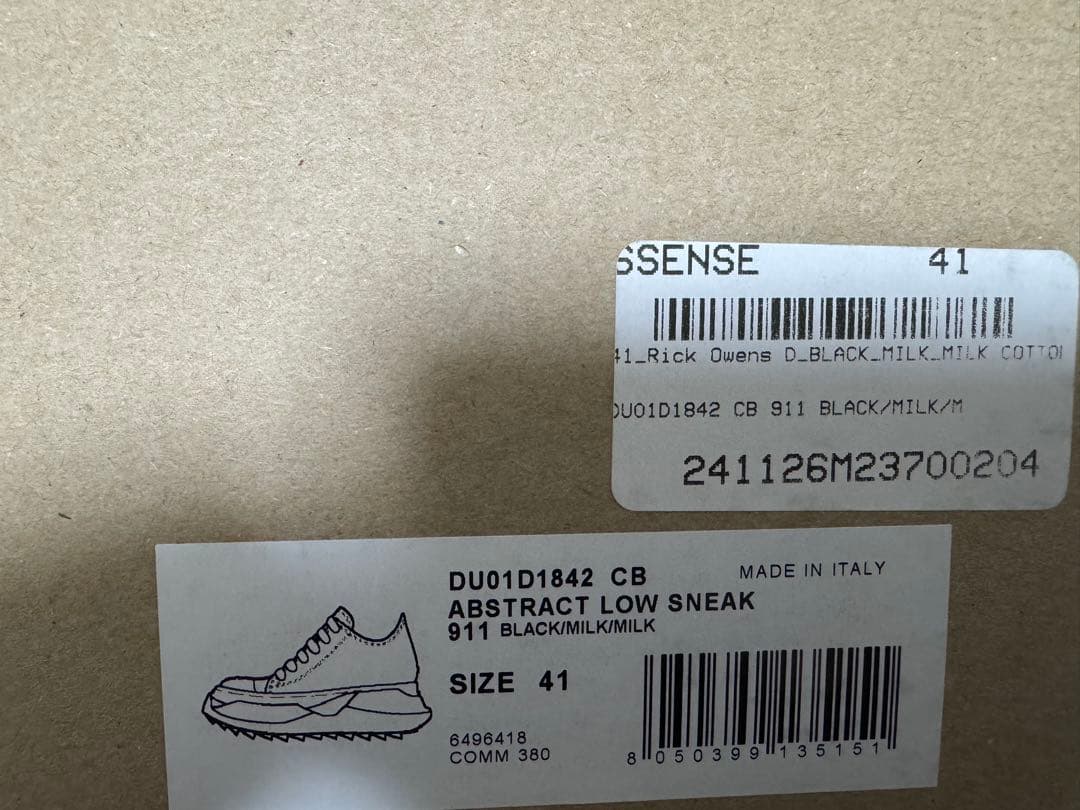 SSENSE 41
41_Rick Owens D_BLACK_MILK_MILK COTTON
DU01D1842 CB 911 BLACK/MILK/M
241126M23700204
DU01D1842 CB MADE IN ITALY
ABSTRACT LOW SNEAK
911 BLACK/MILK/MILK
SIZE 41
6496418
COMM 380
8 050399 135151